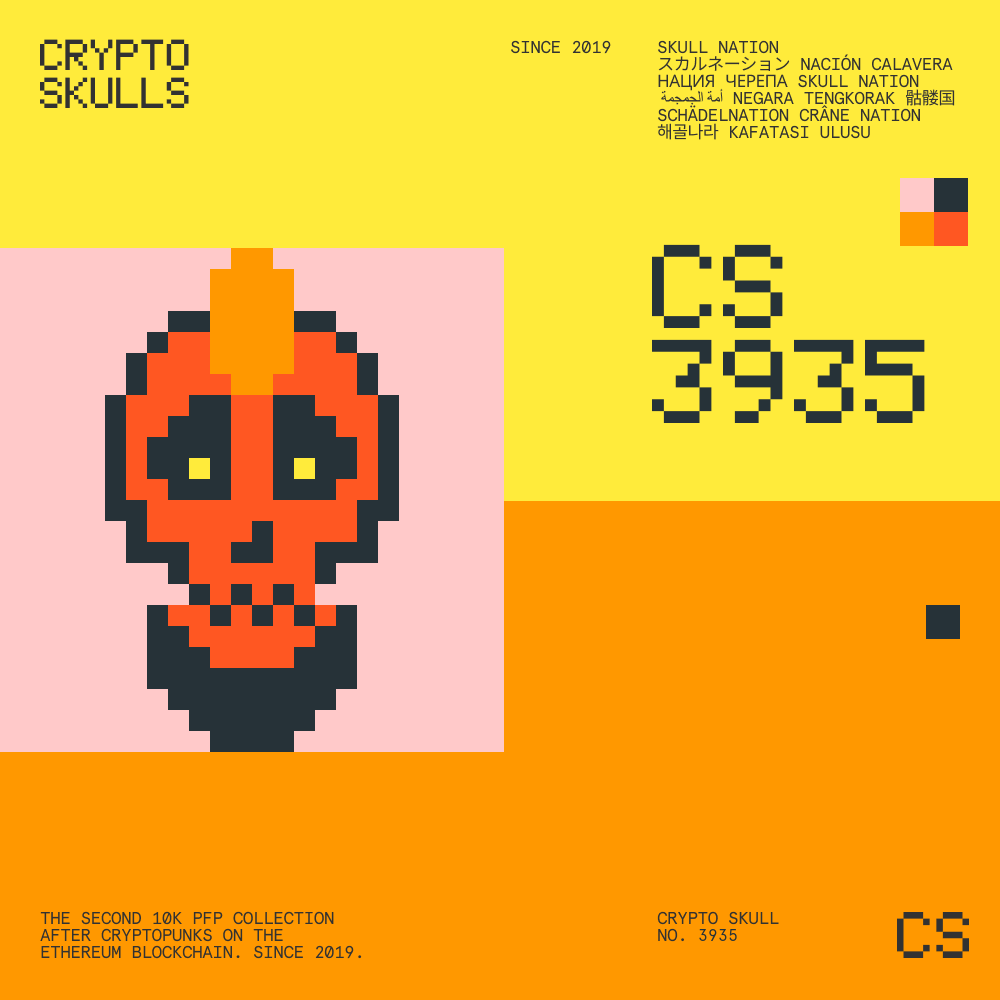 CRYPTO
SKULLS
SINCE 2019
SKULL NATION
スカルネーション NACIÓN CALAVERA
НАЦИЯ ЧЕРЕПА SKULL NATION
أمة الجمجمة NEGARA TENGKORAK 骷髅国
SCHÄDELNATION CRÂNE NATION
해골나라 KAFATASI ULUSU
CS
3935
THE SECOND 10K PFP COLLECTION
AFTER CRYPTOPUNKS ON THE
ETHEREUM BLOCKCHAIN. SINCE 2019.
CRYPTO SKULL
NO. 3935
CS